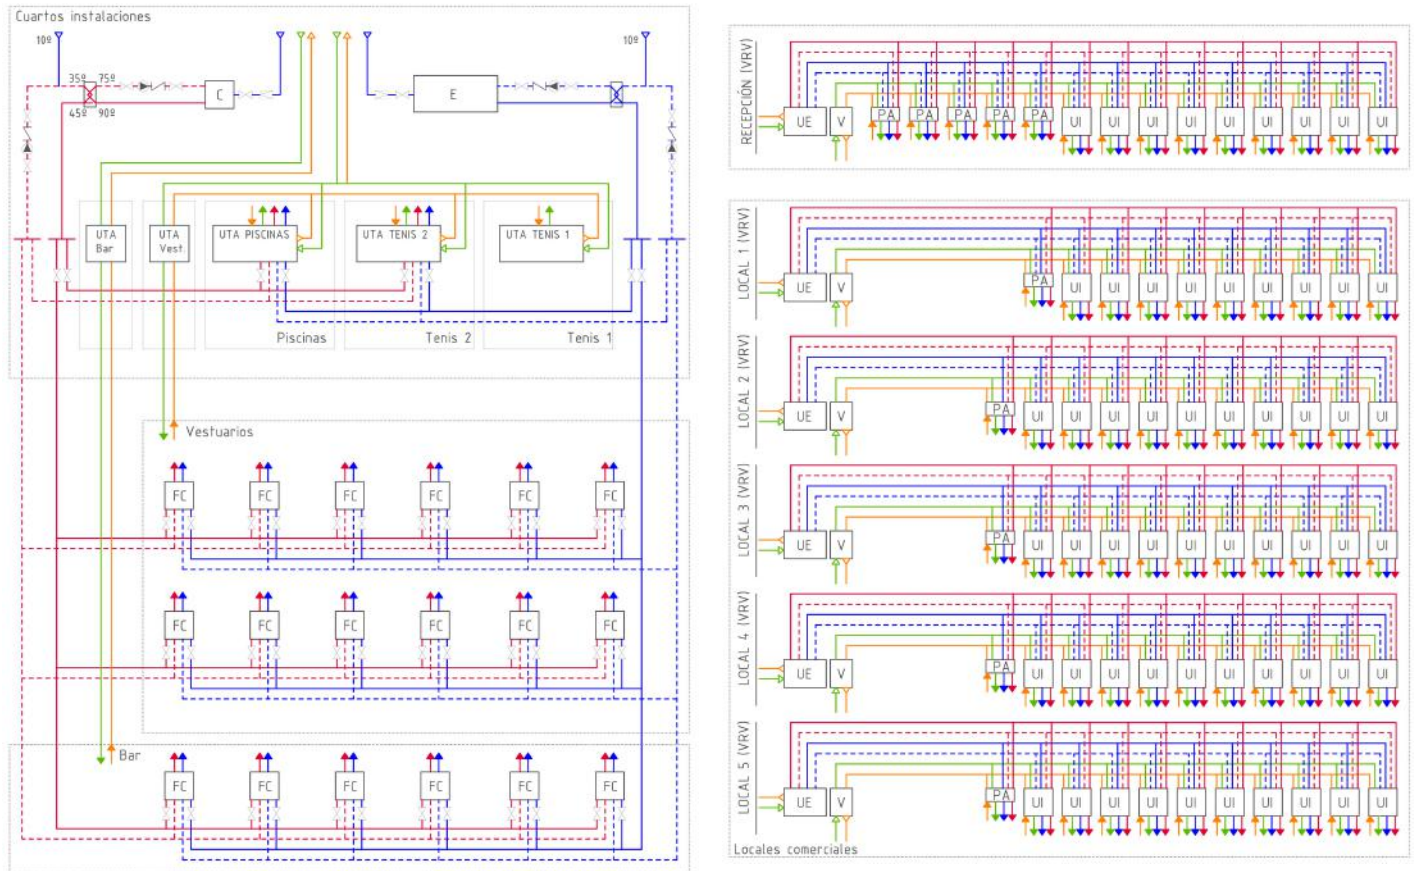 Cuartos instalaciones
10º
10º
35º 75º
45º 90º
C
E
UTA
Bar
UTA
Vest.
UTA PISCINAS
UTA TENIS 2
UTA TENIS 1
Piscinas
Tenis 2
Tenis 1
Vestuarios
FC FC FC FC FC FC
FC FC FC FC FC FC
Bar
FC FC FC FC FC FC
RECEPCIÓN (VRV)
UE V PA PA PA PA PA UI UI UI UI UI UI UI UI UI
LOCAL 1 (VRV)
UE V PA UI UI UI UI UI UI UI UI UI
LOCAL 2 (VRV)
UE V PA UI UI UI UI UI UI UI UI UI UI
LOCAL 3 (VRV)
UE V PA UI UI UI UI UI UI UI UI UI UI
LOCAL 4 (VRV)
UE V PA UI UI UI UI UI UI UI UI UI UI
LOCAL 5 (VRV)
UE V PA UI UI UI UI UI UI UI UI UI UI
Locales comerciales